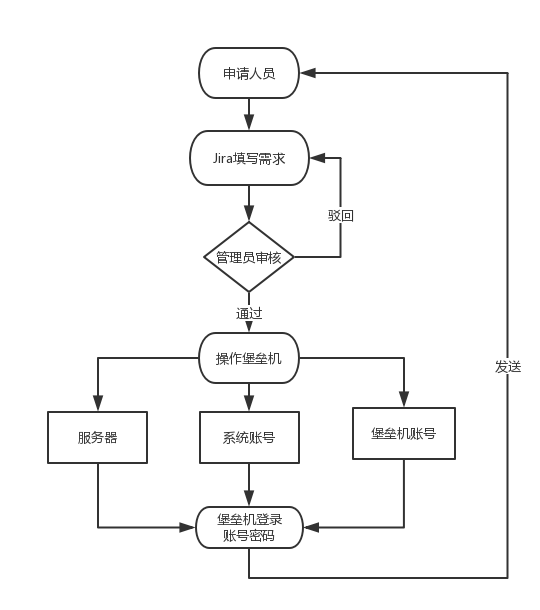 申请人员
Jira填写需求
驳回
管理员审核
通过
操作堡垒机
发送
服务器
系统账号
堡垒机账号
堡垒机登录
账号密码